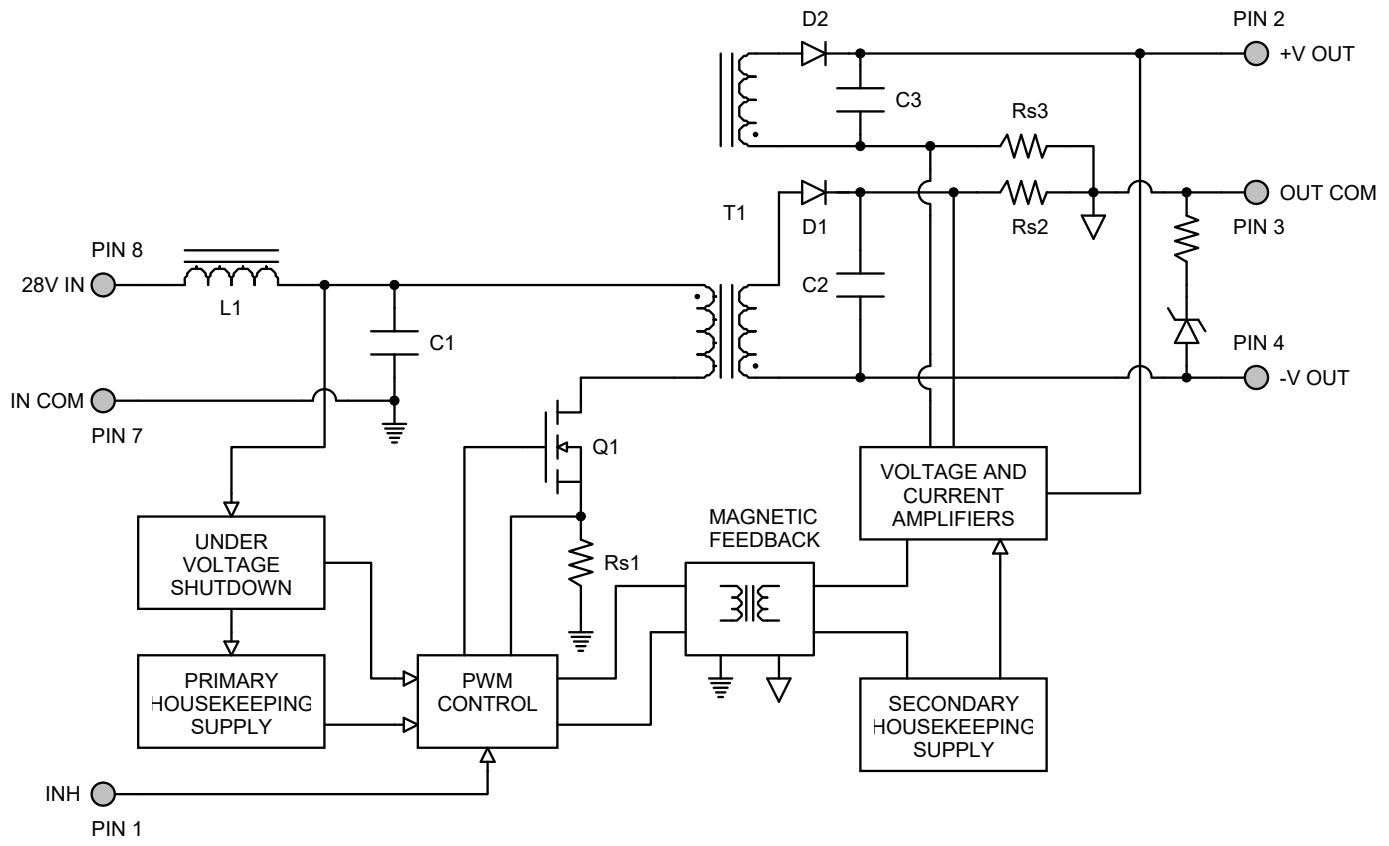 D2
PIN 2
+V OUT
C3
Rs3
T1
D1
Rs2
OUT COM
PIN 3
PIN 8
28V IN
L1
C2
C1
PIN 4
-V OUT
IN COM
PIN 7
Q1
VOLTAGE AND
CURRENT
AMPLIFIERS
MAGNETIC
FEEDBACK
UNDER
VOLTAGE
SHUTDOWN
Rs1
PRIMARY
HOUSEKEEPING
SUPPLY
PWM
CONTROL
SECONDARY
HOUSEKEEPING
SUPPLY
INH
PIN 1